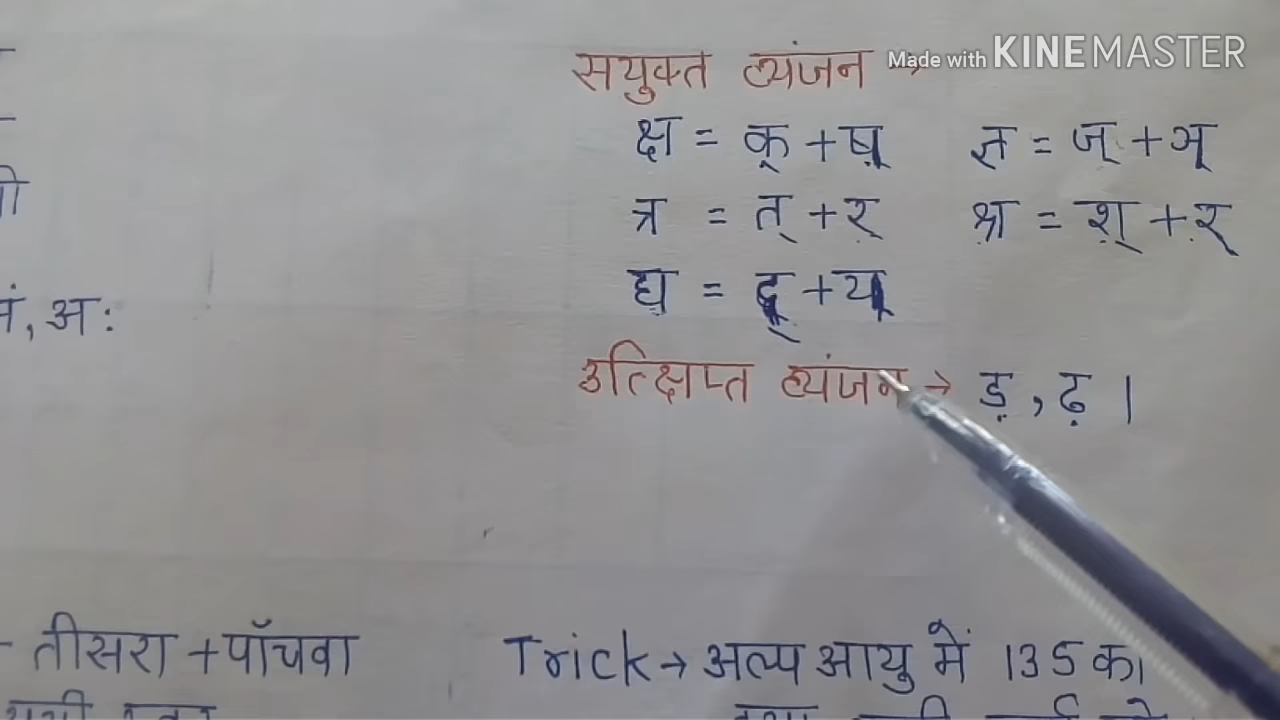 सयुक्त व्यंजन →
Made with KINEMASTER
क्ष = क् + ष् ज्ञ = ज् + ञ्
त्र = त् + र् श्र = श् + र्
द्य = द् + य्
उत्क्षिप्त व्यंजन → ड़, ढ़ ।
, अः
- तीसरा + पाँचवा
Trick → अल्प आयु में 135 का